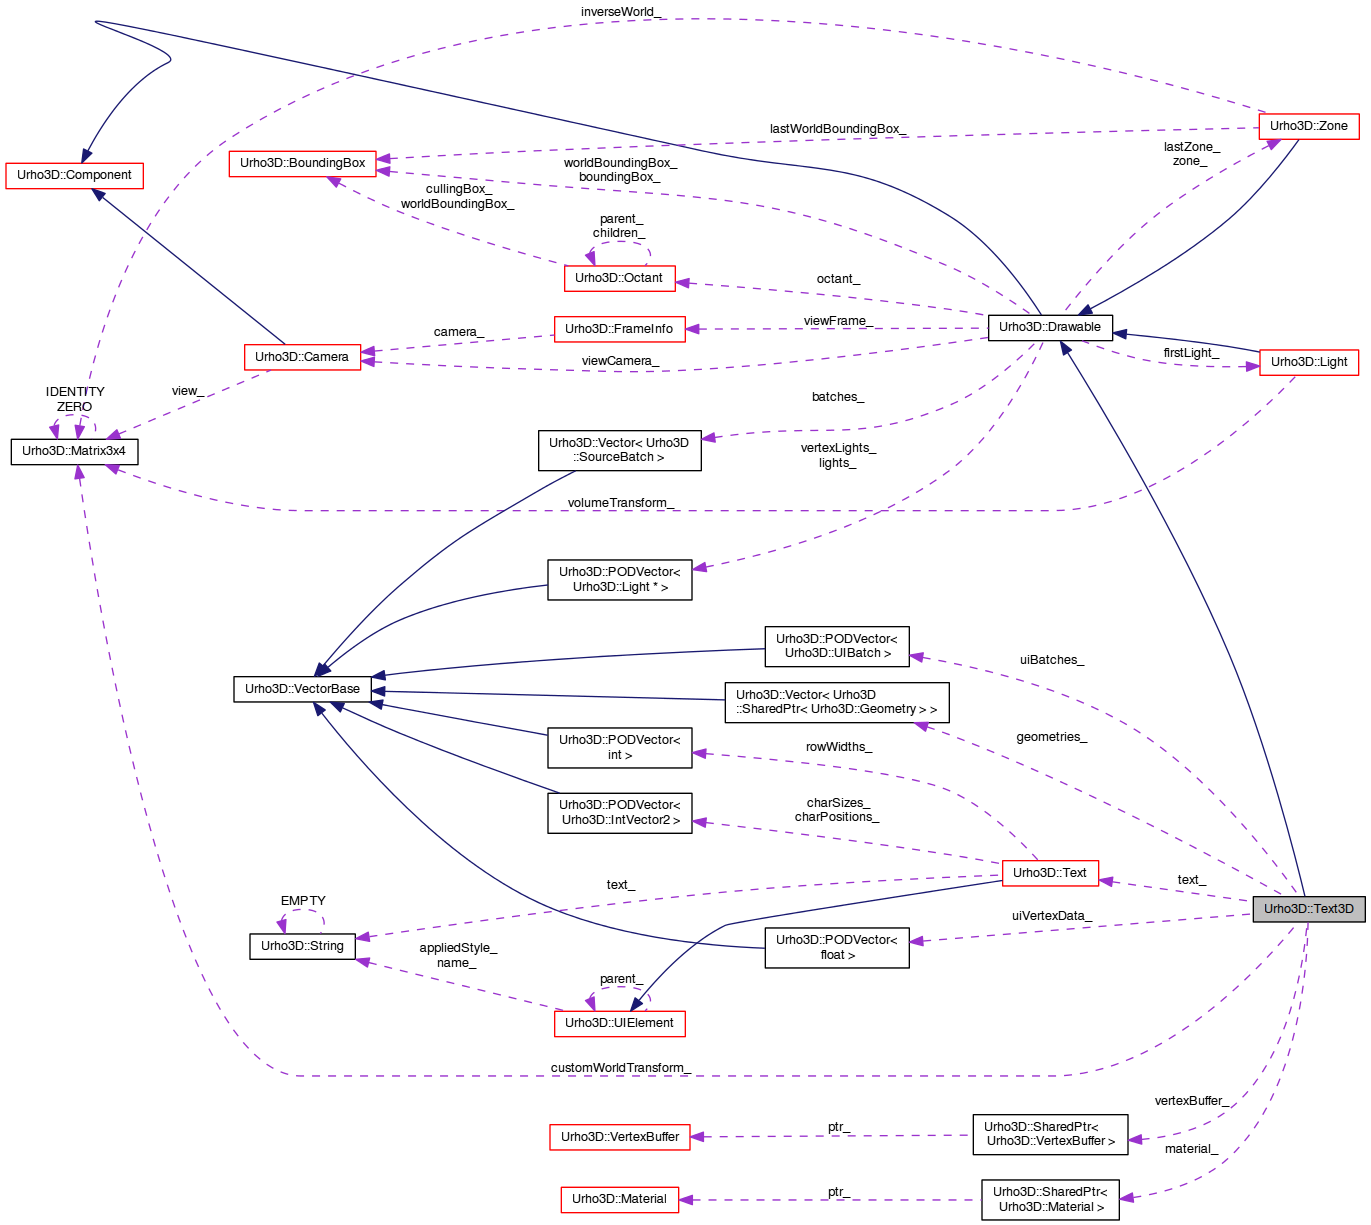 inverseWorld_
Urho3D::Zone
lastWorldBoundingBox_
lastZone_
zone_
Urho3D::BoundingBox
worldBoundingBox_
boundingBox_
Urho3D::Component
cullingBox_
worldBoundingBox_
parent_
children_
Urho3D::Octant
octant_
Urho3D::FrameInfo
viewFrame_
Urho3D::Drawable
camera_
Urho3D::Camera
viewCamera_
firstLight_
Urho3D::Light
IDENTITY
ZERO
view_
batches_
Urho3D::Matrix3x4
Urho3D::Vector< Urho3D
::SourceBatch >
vertexLights_
lights_
volumeTransform_
Urho3D::PODVector<
Urho3D::Light * >
Urho3D::PODVector<
Urho3D::UIBatch >
uiBatches_
Urho3D::VectorBase
Urho3D::Vector< Urho3D
::SharedPtr< Urho3D::Geometry > >
geometries_
Urho3D::PODVector<
int >
rowWidths_
Urho3D::PODVector<
Urho3D::IntVector2 >
charSizes_
charPositions_
Urho3D::Text
text_
text_
Urho3D::Text3D
EMPTY
Urho3D::String
uiVertexData_
Urho3D::PODVector<
float >
appliedStyle_
name_
parent_
Urho3D::UIElement
customWorldTransform_
vertexBuffer_
Urho3D::VertexBuffer
ptr_
Urho3D::SharedPtr<
Urho3D::VertexBuffer >
material_
Urho3D::Material
ptr_
Urho3D::SharedPtr<
Urho3D::Material >